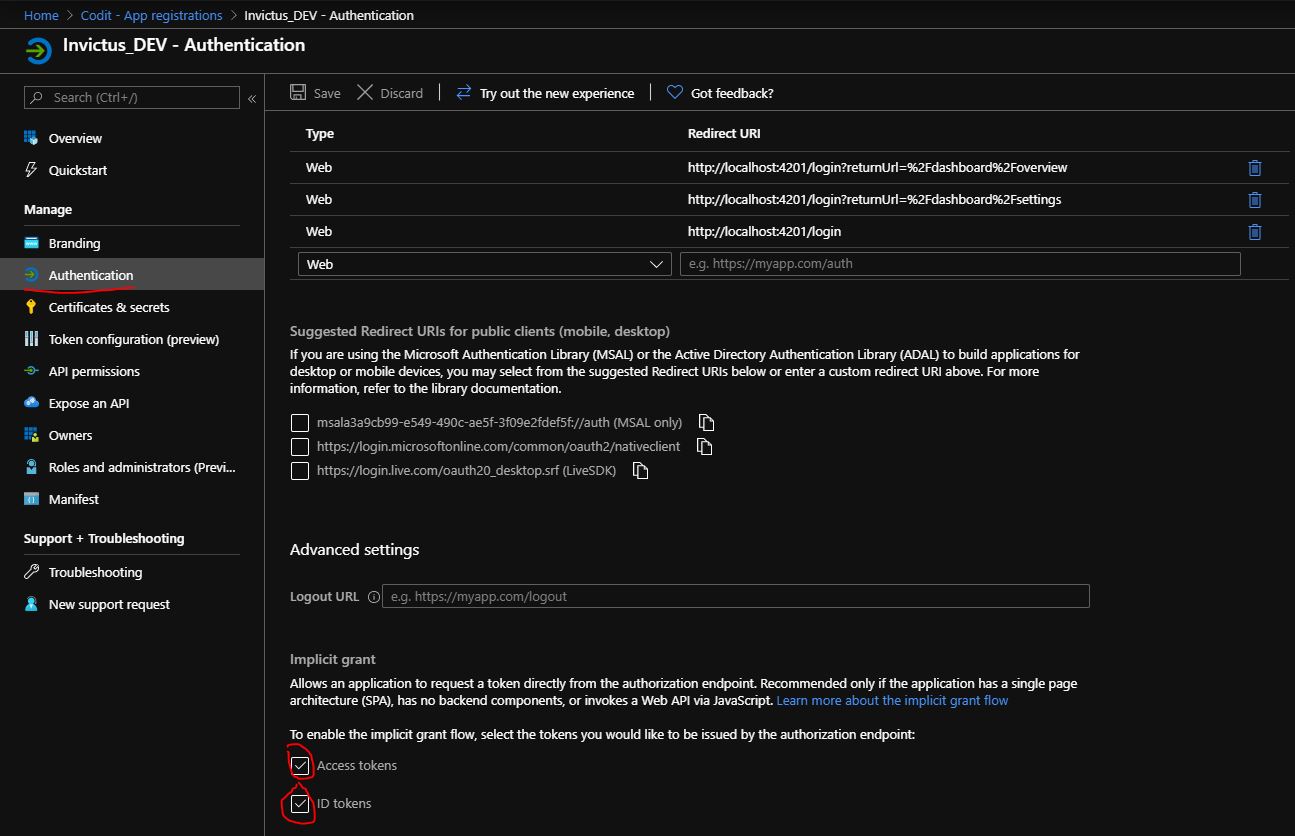 Home > Codit - App registrations > Invictus_DEV - Authentication
Invictus_DEV - Authentication
Search (Ctrl+/)
«
Overview
Quickstart
Manage
Branding
Authentication
Certificates & secrets
Token configuration (preview)
API permissions
Expose an API
Owners
Roles and administrators (Previ...
Manifest
Support + Troubleshooting
Troubleshooting
New support request
Save Discard Try out the new experience Got feedback?
Type Redirect URI
Web http://localhost:4201/login?returnUrl=%2Fdashboard%2Foverview
Web http://localhost:4201/login?returnUrl=%2Fdashboard%2Fsettings
Web http://localhost:4201/login
Web e.g. https://myapp.com/auth
Suggested Redirect URIs for public clients (mobile, desktop)
If you are using the Microsoft Authentication Library (MSAL) or the Active Directory Authentication Library (ADAL) to build applications for
desktop or mobile devices, you may select from the suggested Redirect URIs below or enter a custom redirect URI above. For more
information, refer to the library documentation.
msala3a9cb99-e549-490c-ae5f-3f09e2fdef5f://auth (MSAL only)
https://login.microsoftonline.com/common/oauth2/nativeclient
https://login.live.com/oauth20_desktop.srf (LiveSDK)
Advanced settings
Logout URL e.g. https://myapp.com/logout
Implicit grant
Allows an application to request a token directly from the authorization endpoint. Recommended only if the application has a single page
architecture (SPA), has no backend components, or invokes a Web API via JavaScript. Learn more about the implicit grant flow
To enable the implicit grant flow, select the tokens you would like to be issued by the authorization endpoint:
Access tokens
ID tokens